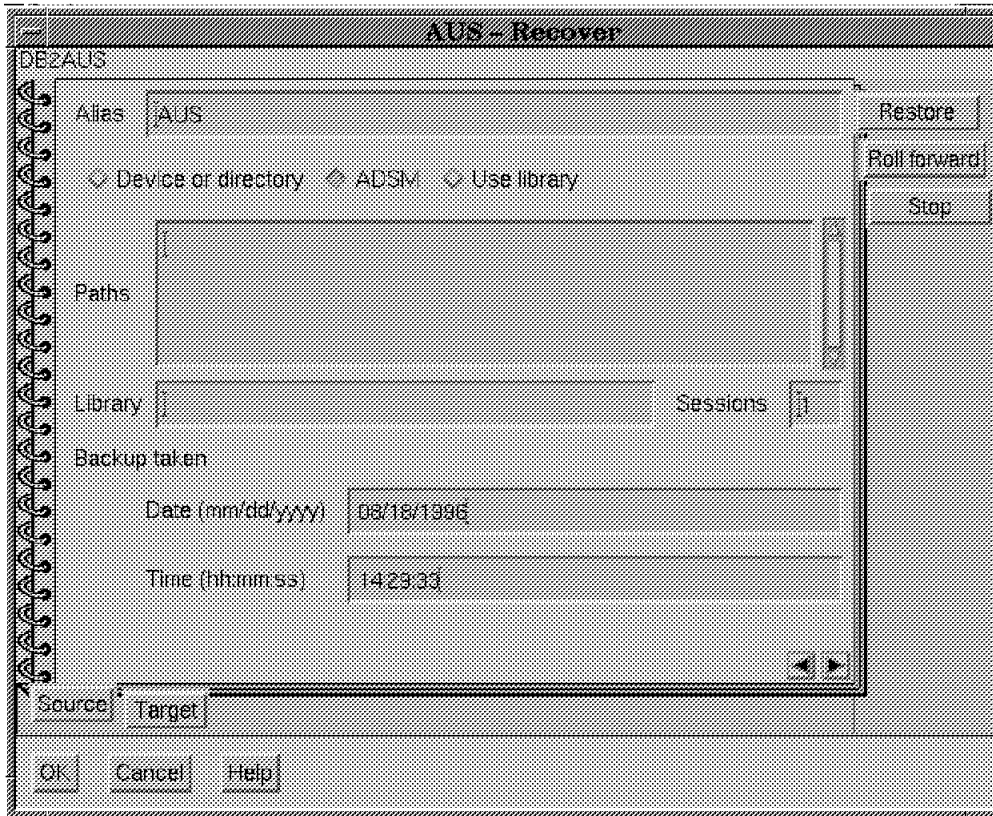 AUS – Recover
DB2AUS
Alias AUS Restore
Roll forward
Device or directory ADSM Use library
Stop
Paths
Library Sessions 1
Backup taken
Date (mm/dd/yyyy) 08/18/1996
Time (hh:mm:ss) 14:29:33
Source Target
OK Cancel Help